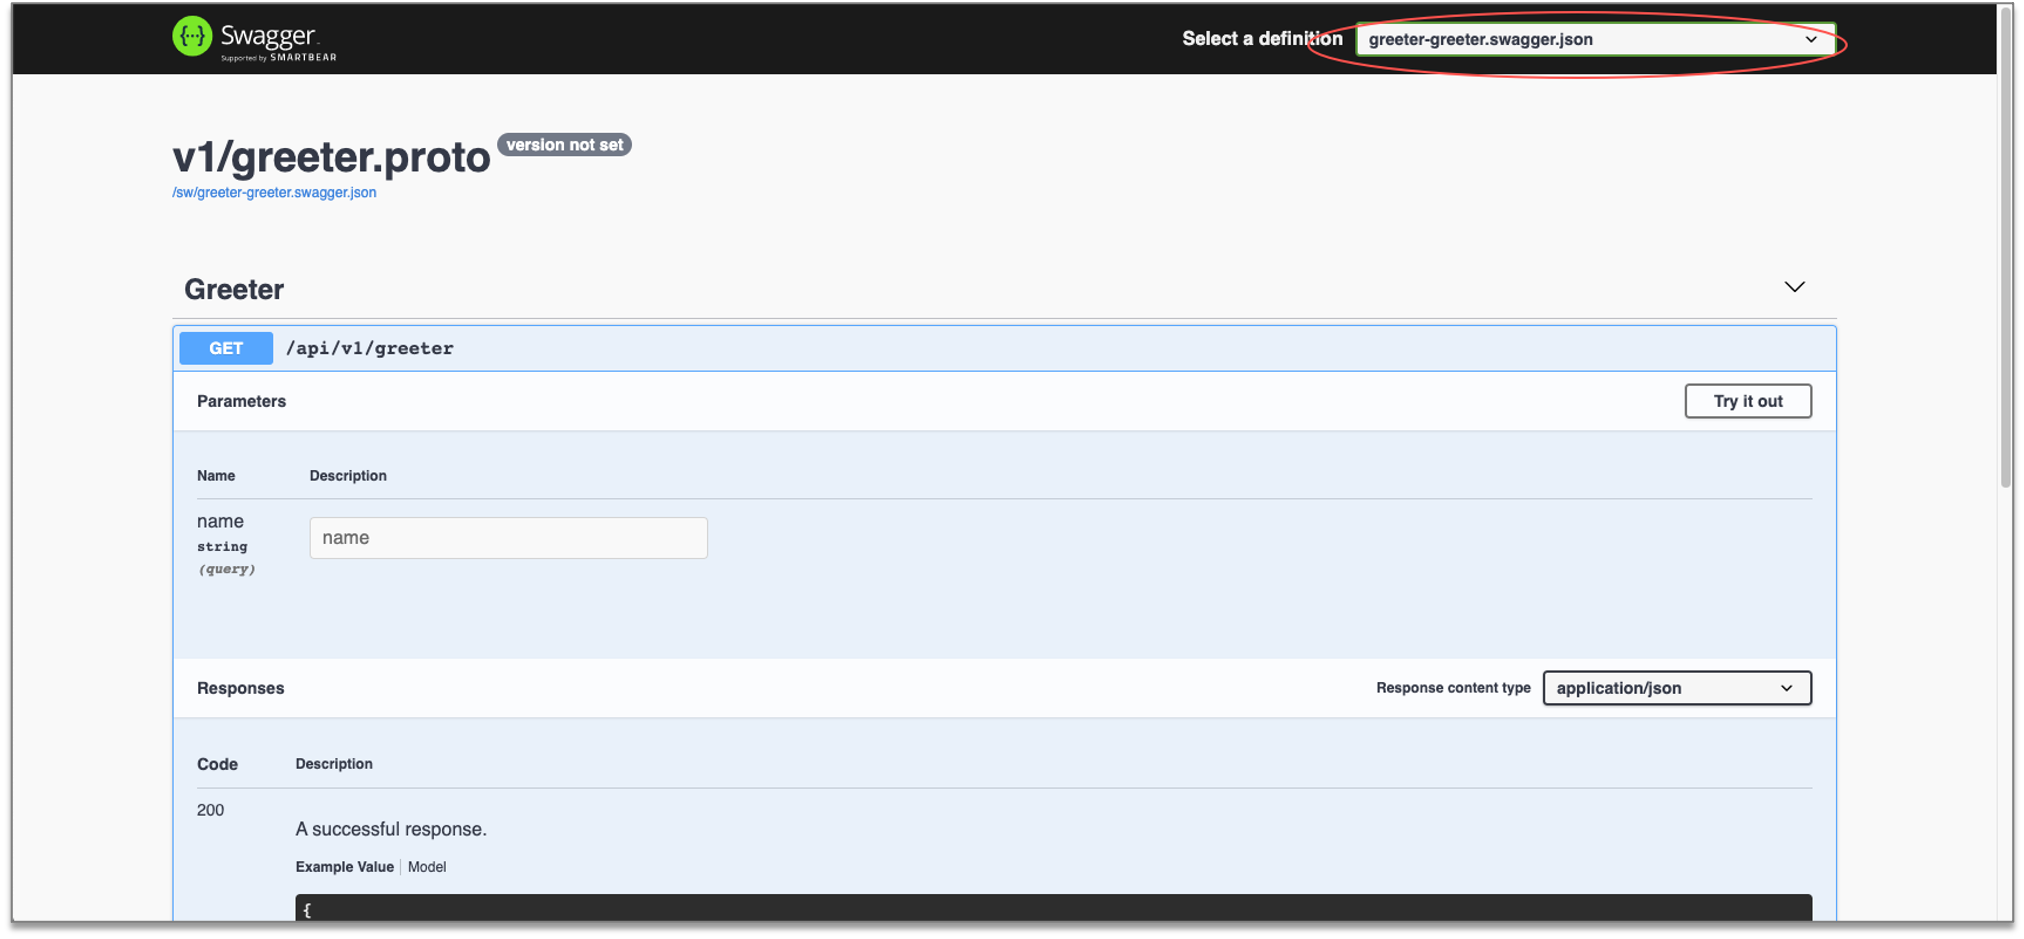 Swagger
Supported by SMARTBEAR
Select a definition
greeter-greeter.swagger.json
v1/greeter.proto
version not set
/sw/greeter-greeter.swagger.json
Greeter
GET /api/v1/greeter
Parameters
Try it out
Name Description
name
string
(query)
name
Responses
Response content type
application/json
Code Description
200
A successful response.
Example Value Model
{